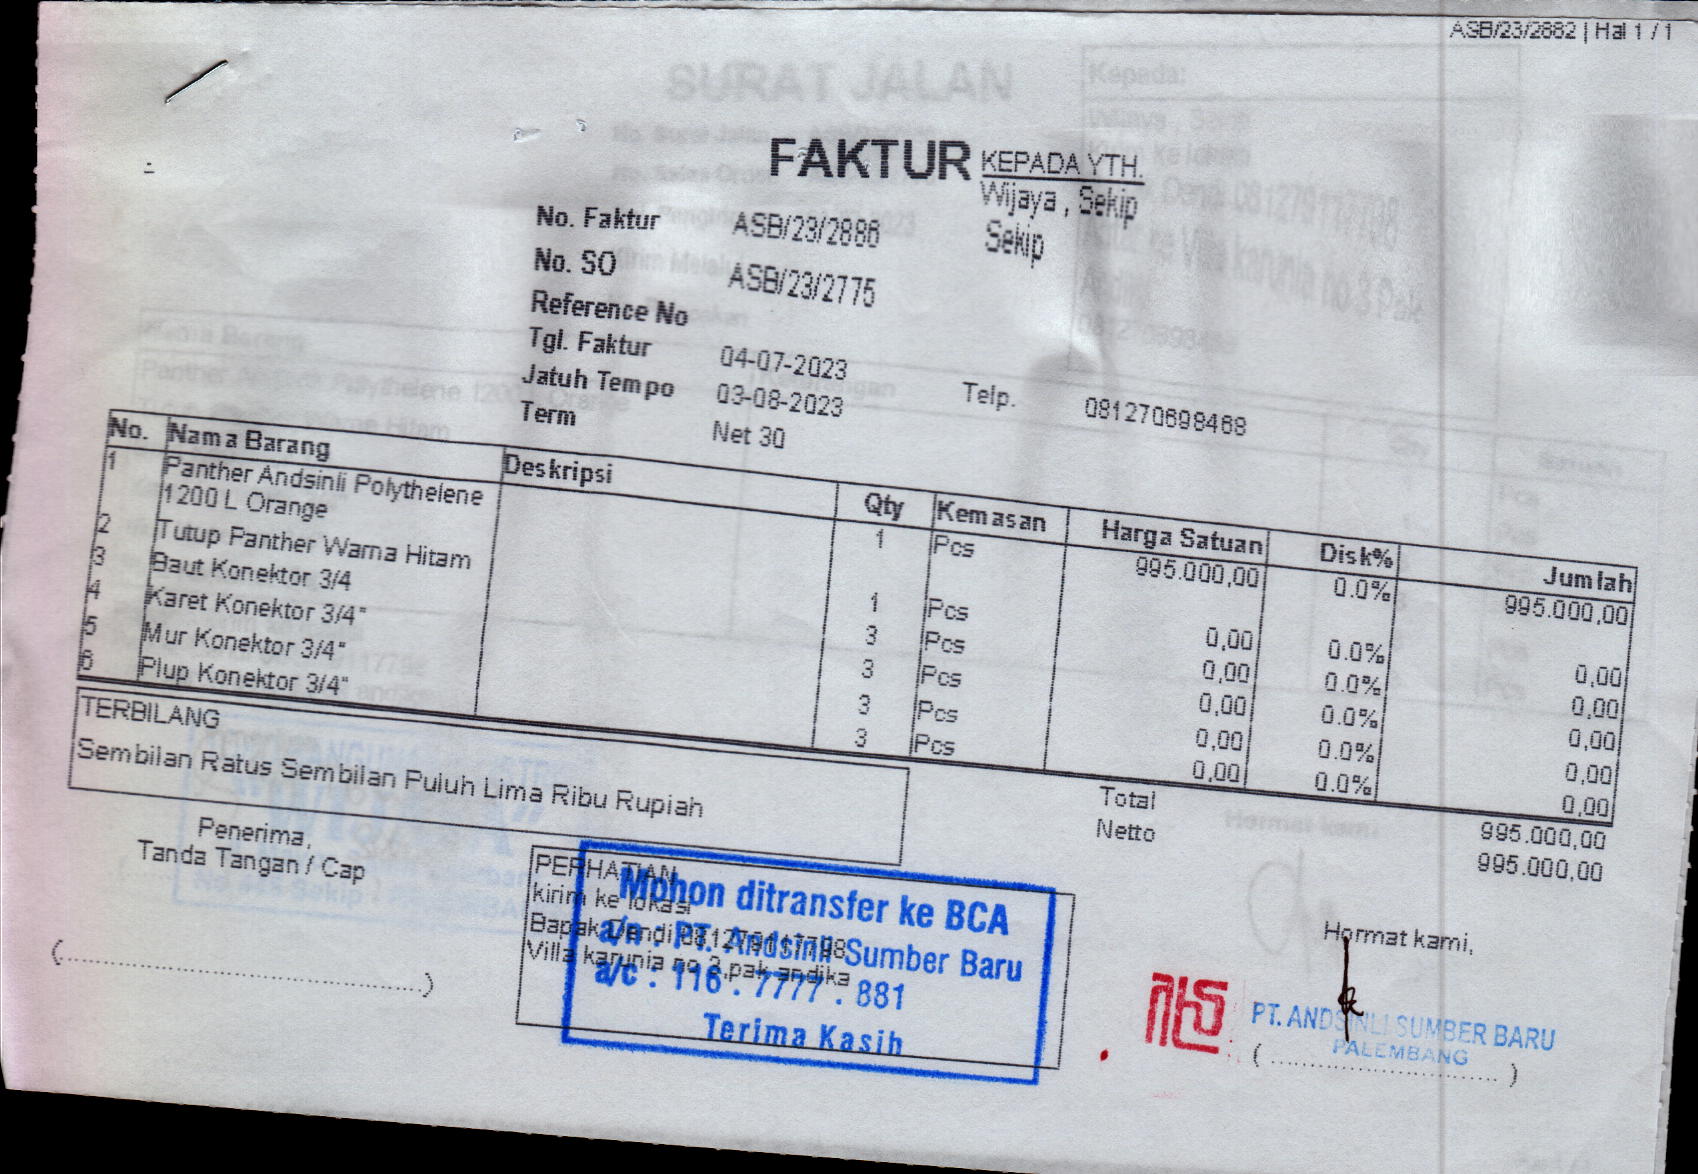 ASB/23/2882 | Hal 1 / 1
FAKTUR
KEPADA YTH.
Wijaya , Sekip
Sekip
No. Faktur ASB/23/2886
No. SO ASB/23/2775
Reference No
Tgl. Faktur 04-07-2023
Jatuh Tempo 03-08-2023
Term Net 30
Telp. 081270698468
No. Nama Barang Deskripsi Qty Kemasan Harga Satuan Disk% Jumlah
1 Panther Andsinli Polythelene 1 Pcs 995.000,00 0.0% 995.000,00
1200 L Orange
2 Tutup Panther Warna Hitam 1 Pcs 0,00 0.0% 0,00
3 Baut Konektor 3/4 3 Pcs 0,00 0.0% 0,00
4 Karet Konektor 3/4" 3 Pcs 0,00 0.0% 0,00
5 Mur Konektor 3/4" 3 Pcs 0,00 0.0% 0,00
6 Plup Konektor 3/4" 3 Pcs 0,00 0.0% 0,00
TERBILANG
Sembilan Ratus Sembilan Puluh Lima Ribu Rupiah
Total 995.000,00
Netto 995.000,00
Penerima,
Tanda Tangan / Cap
(........................................)
PERHATIAN
kirim ke lokasi
Bapak Dendi 081279117798
Villa karunia no 3,pak andika
Mohon ditransfer ke BCA
a/n : PT. Andsinli Sumber Baru
a/c : 116 . 7777 . 881
Terima Kasih
Hormat kami,
PT. ANDSINLI SUMBER BARU
PALEMBANG
(........................................)
SURAT JALAN
Kepada: